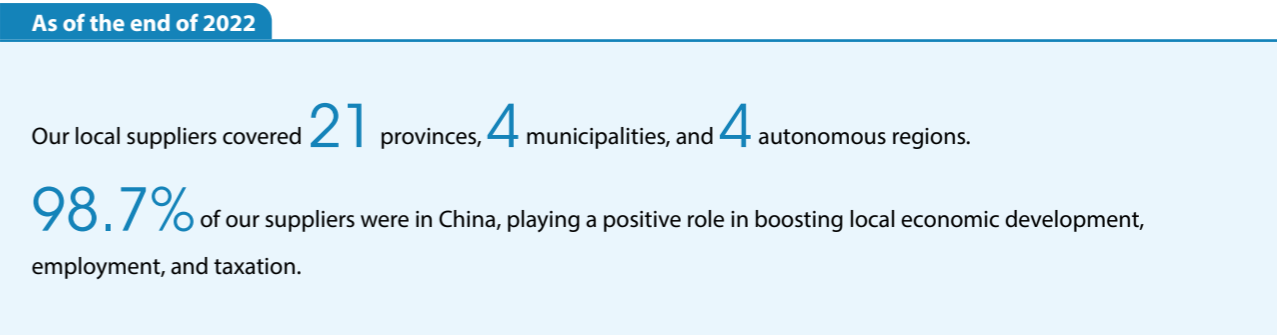 As of the end of 2022
Our local suppliers covered 21 provinces, 4 municipalities, and 4 autonomous regions.
98.7% of our suppliers were in China, playing a positive role in boosting local economic development,
employment, and taxation.